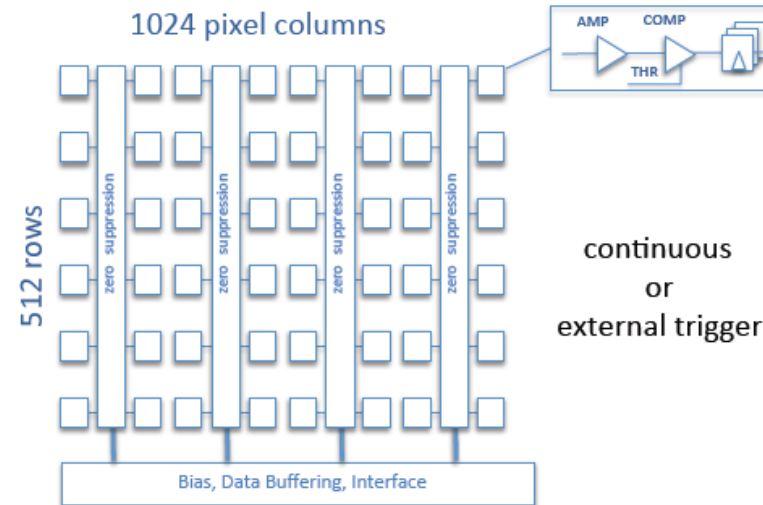 1024 pixel columns
AMP
COMP
THR
512 rows
zero suppression
zero suppression
zero suppression
zero suppression
continuous
or
external trigger
Bias, Data Buffering, Interface